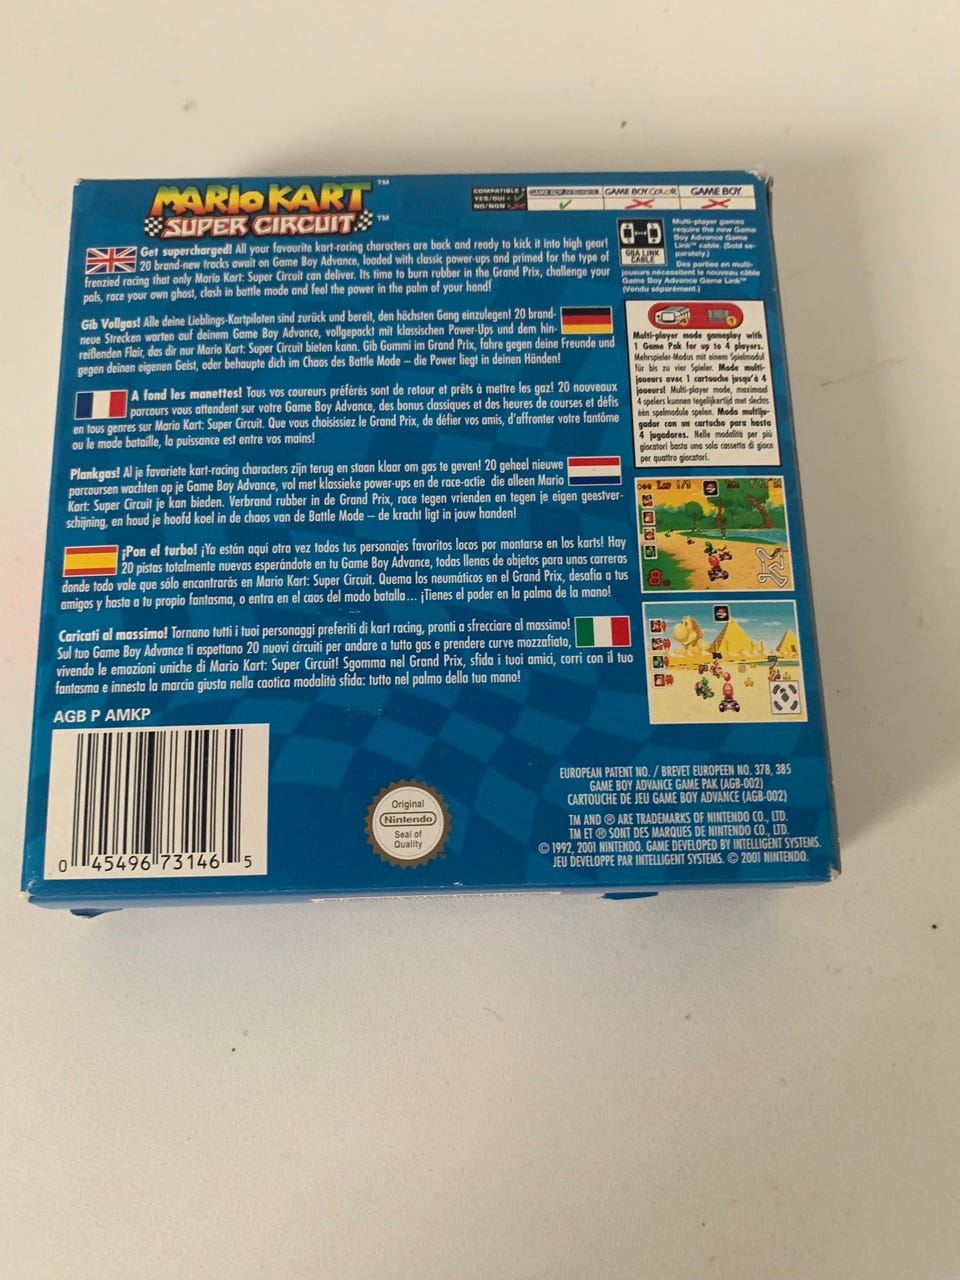 MARIO KART ™
SUPER CIRCUIT ™
COMPATIBLE ?
YES/OUI = ✓
NO/NON = ✗
GAME BOY ADVANCE
GAME BOY COLOR
GAME BOY
Get supercharged! All your favourite kart-racing characters are back and ready to kick it into high gear!
20 brand-new tracks await on Game Boy Advance, loaded with classic power-ups and primed for the type of
frenzied racing that only Mario Kart: Super Circuit can deliver. Its time to burn rubber in the Grand Prix, challenge your
pals, race your own ghost, clash in battle mode and feel the power in the palm of your hand!
Gib Vollgas! Alle deine Lieblings-Kartpiloten sind zurück und bereit, den höchsten Gang einzulegen! 20 brand-
neue Strecken warten auf deinem Game Boy Advance, vollgepackt mit klassischen Power-Ups und dem hin-
reißenden Flair, das dir nur Mario Kart: Super Circuit bieten kann. Gib Gummi im Grand Prix, fahre gegen deine Freunde und
gegen deinen eigenen Geist, oder behaupte dich im Chaos des Battle Mode – die Power liegt in deinen Händen!
A fond les manettes! Tous vos coureurs préférés sont de retour et prêts à mettre les gaz! 20 nouveaux
parcours vous attendent sur votre Game Boy Advance, des bonus classiques et des heures de courses et défis
en tous genres sur Mario Kart: Super Circuit. Que vous choisissiez le Grand Prix, de défier vos amis, d'affronter votre fantôme
ou le mode bataille, la puissance est entre vos mains!
Plankgas! Al je favoriete kart-racing characters zijn terug en staan klaar om gas te geven! 20 geheel nieuwe
parcoursen wachten op je Game Boy Advance, vol met klassieke power-ups en de race-actie die alleen Mario
Kart: Super Circuit je kan bieden. Verbrand rubber in de Grand Prix, race tegen vrienden en tegen je eigen geestver-
schijning, en houd je hoofd koel in de chaos van de Battle Mode – de kracht ligt in jouw handen!
¡Pon el turbo! ¡Ya están aquí otra vez todos tus personajes favoritos locos por montarse en los karts! Hay
20 pistas totalmente nuevas esperándote en tu Game Boy Advance, todas llenas de objetos para unas carreras
donde todo vale que sólo encontrarás en Mario Kart: Super Circuit. Quema los neumáticos en el Grand Prix, desafía a tus
amigos y hasta a tu propio fantasma, o entra en el caos del modo batalla... ¡Tienes el poder en la palma de la mano!
Caricati al massimo! Tornano tutti i tuoi personaggi preferiti di kart racing, pronti a sfrecciare al massimo!
Sul tuo Game Boy Advance ti aspettano 20 nuovi circuiti per andare a tutto gas e prendere curve mozzafiato,
vivendo le emozioni uniche di Mario Kart: Super Circuit! Sgomma nel Grand Prix, sfida i tuoi amici, corri con il tuo
fantasma e innesta la marcia giusta nella caotica modalità sfida: tutto nel palmo della tua mano!
GBA LINK
CABLE
Multi-player games
require the new Game
Boy Advance Game
Link™ cable. (Sold se-
parately.)
Des parties en multi-
joueurs nécessitent le nouveau câble
Game Boy Advance Game Link™
(Vendu séparément.)
Multi-player mode gameplay with
1 Game Pak for up to 4 players.
Mehrspieler-Modus mit einem Spielmodul
für bis zu vier Spieler. Mode multi-
joueurs avec 1 cartouche jusqu'à 4
joueurs! Multi-player mode, maximaal
4 spelers kunnen tegelijkertijd met slechts
één spelmodule spelen. Modo multiju-
gador con un cartucho para hasta
4 jugadores. Nella modalità per più
giocatori basta una sola cassetta di gioco
per quattro giocatori.
AGB P AMKP
0 45496 73146 5
Original
Nintendo
Seal of
Quality
EUROPEAN PATENT NO. / BREVET EUROPEEN NO. 378, 385
GAME BOY ADVANCE GAME PAK (AGB-002)
CARTOUCHE DE JEU GAME BOY ADVANCE (AGB-002)
TM AND ® ARE TRADEMARKS OF NINTENDO CO., LTD.
TM ET ® SONT DES MARQUES DE NINTENDO CO., LTD.
© 1992, 2001 NINTENDO. GAME DEVELOPED BY INTELLIGENT SYSTEMS.
JEU DEVELOPPE PAR INTELLIGENT SYSTEMS. © 2001 NINTENDO.